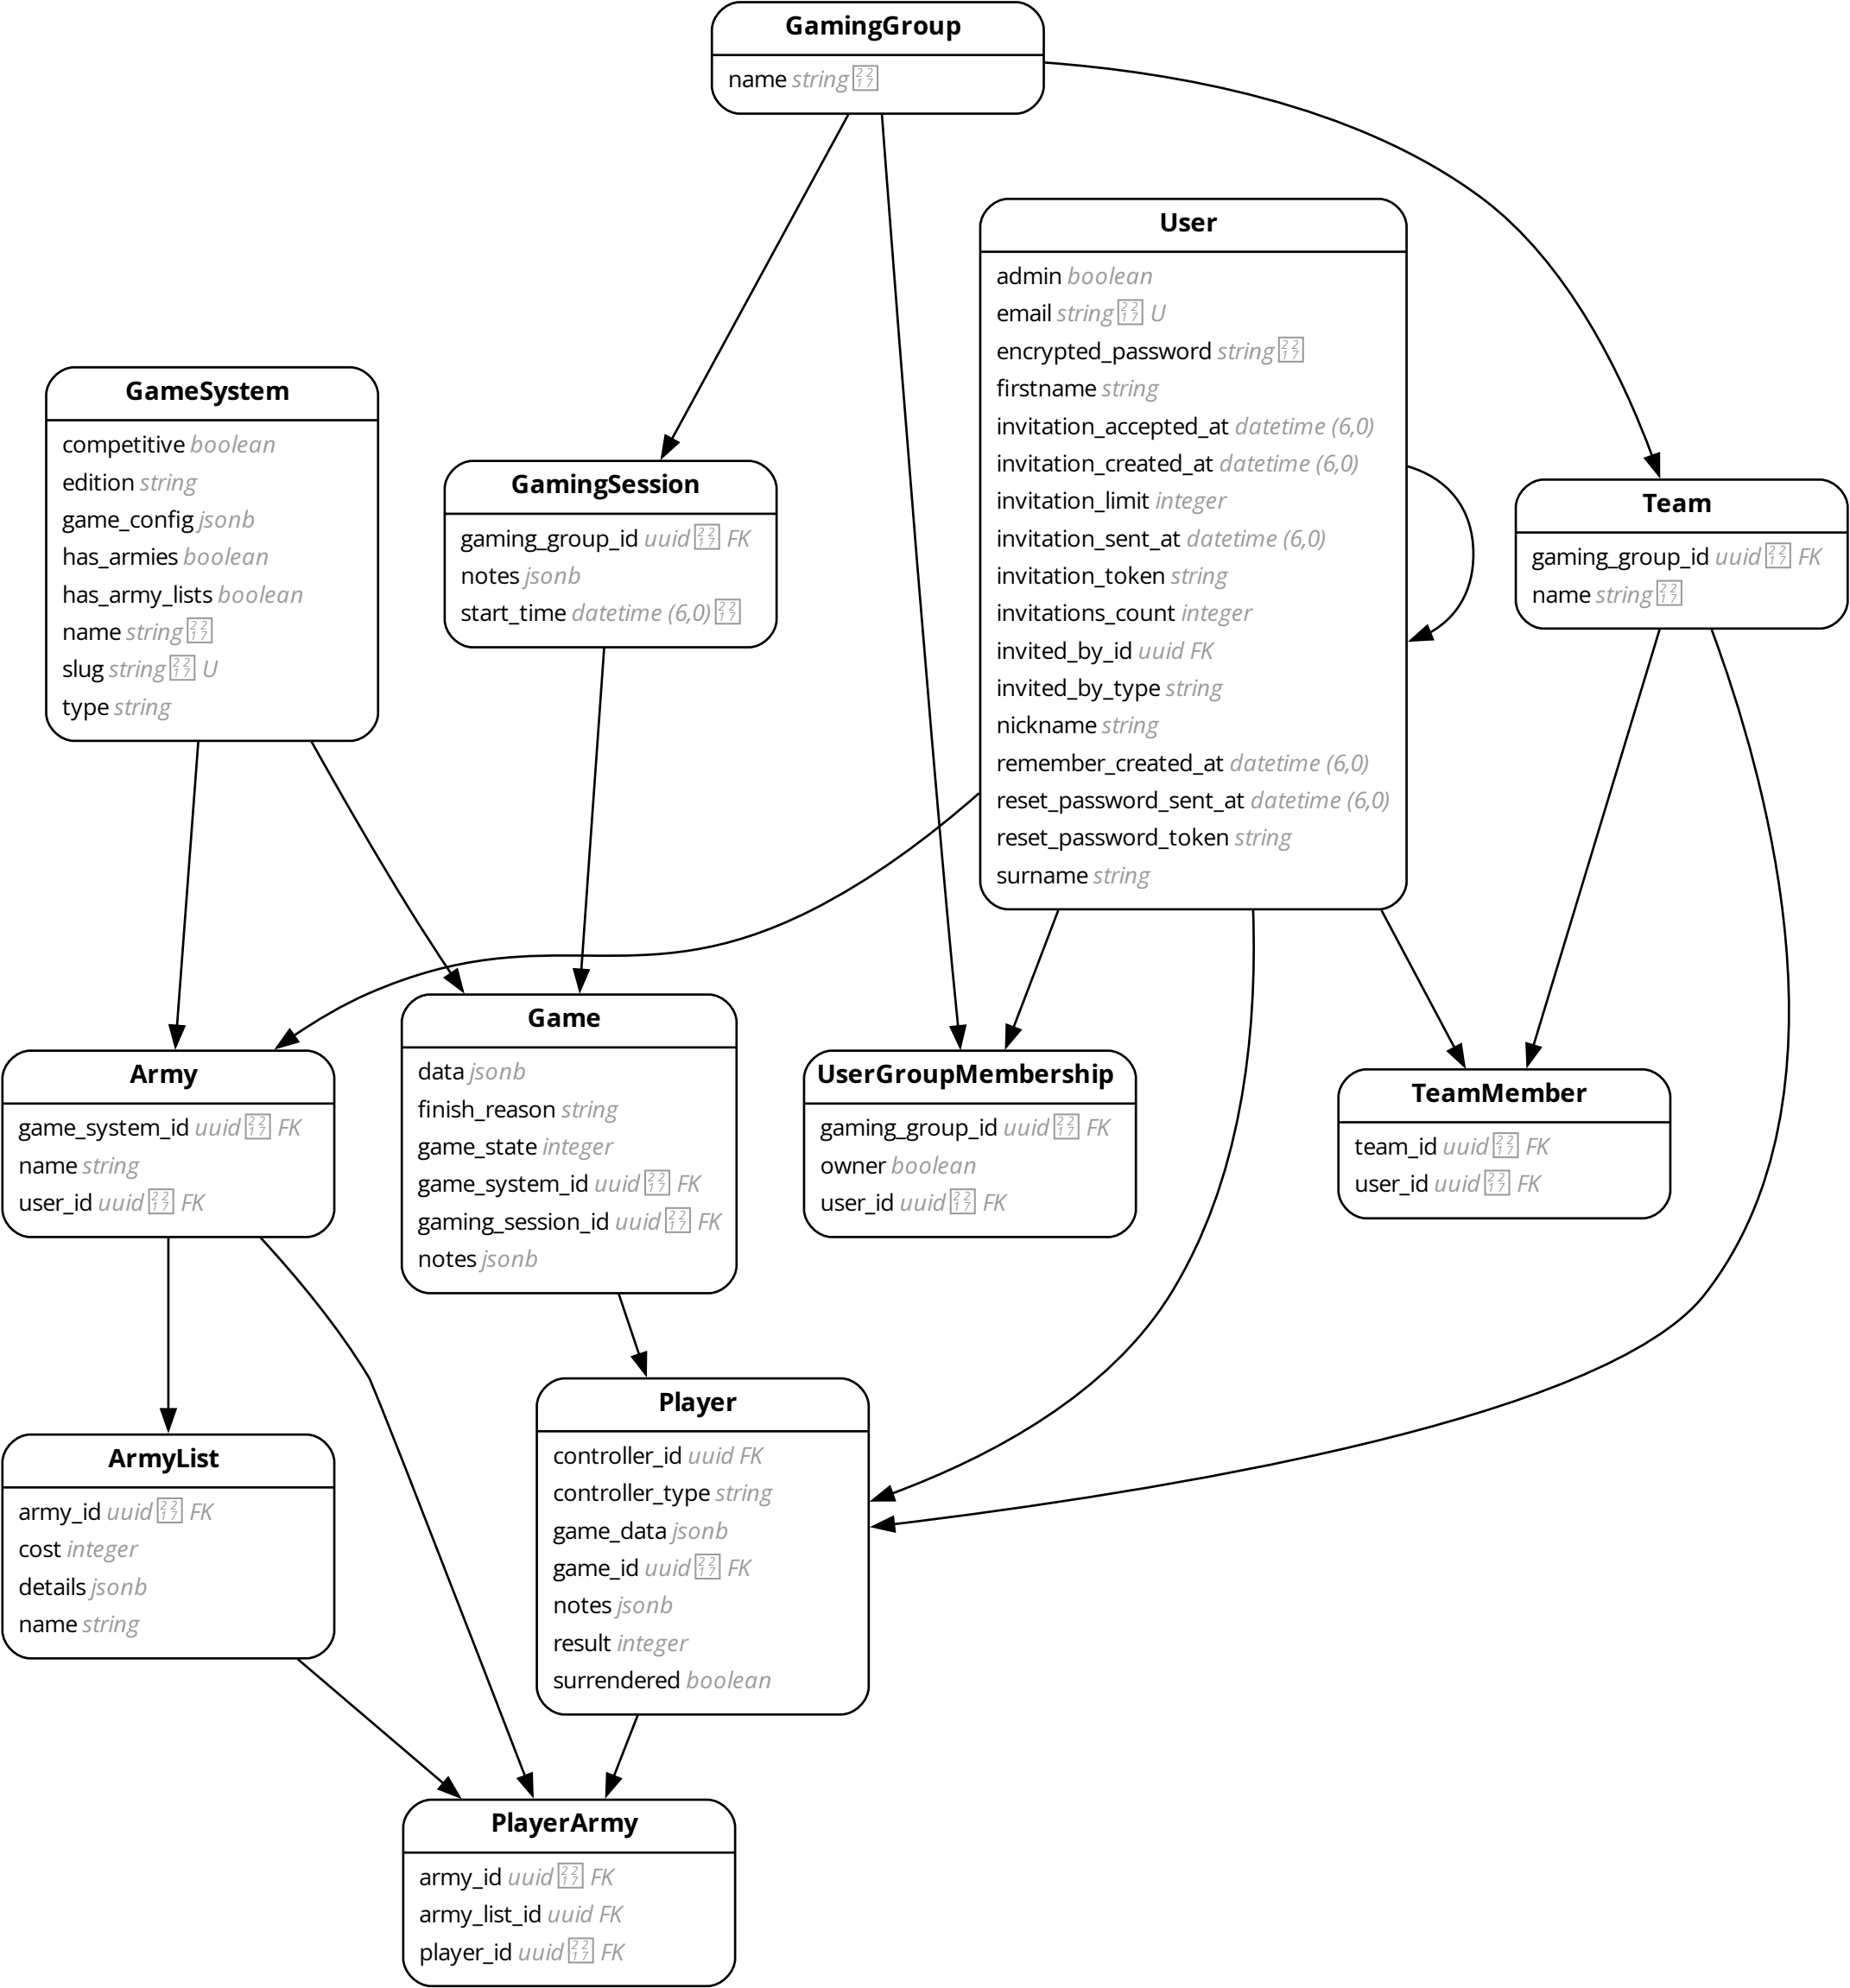 GamingGroup
name string ∗
User
admin boolean
email string ∗ U
encrypted_password string ∗
firstname string
invitation_accepted_at datetime (6,0)
invitation_created_at datetime (6,0)
invitation_limit integer
invitation_sent_at datetime (6,0)
invitation_token string
invitations_count integer
invited_by_id uuid FK
invited_by_type string
nickname string
remember_created_at datetime (6,0)
reset_password_sent_at datetime (6,0)
reset_password_token string
surname string
GameSystem
competitive boolean
edition string
game_config jsonb
has_armies boolean
has_army_lists boolean
name string ∗
slug string ∗ U
type string
GamingSession
gaming_group_id uuid ∗ FK
notes jsonb
start_time datetime (6,0) ∗
Team
gaming_group_id uuid ∗ FK
name string ∗
Army
game_system_id uuid ∗ FK
name string
user_id uuid ∗ FK
Game
data jsonb
finish_reason string
game_state integer
game_system_id uuid ∗ FK
gaming_session_id uuid ∗ FK
notes jsonb
UserGroupMembership
gaming_group_id uuid ∗ FK
owner boolean
user_id uuid ∗ FK
TeamMember
team_id uuid ∗ FK
user_id uuid ∗ FK
ArmyList
army_id uuid ∗ FK
cost integer
details jsonb
name string
Player
controller_id uuid FK
controller_type string
game_data jsonb
game_id uuid ∗ FK
notes jsonb
result integer
surrendered boolean
PlayerArmy
army_id uuid ∗ FK
army_list_id uuid FK
player_id uuid ∗ FK